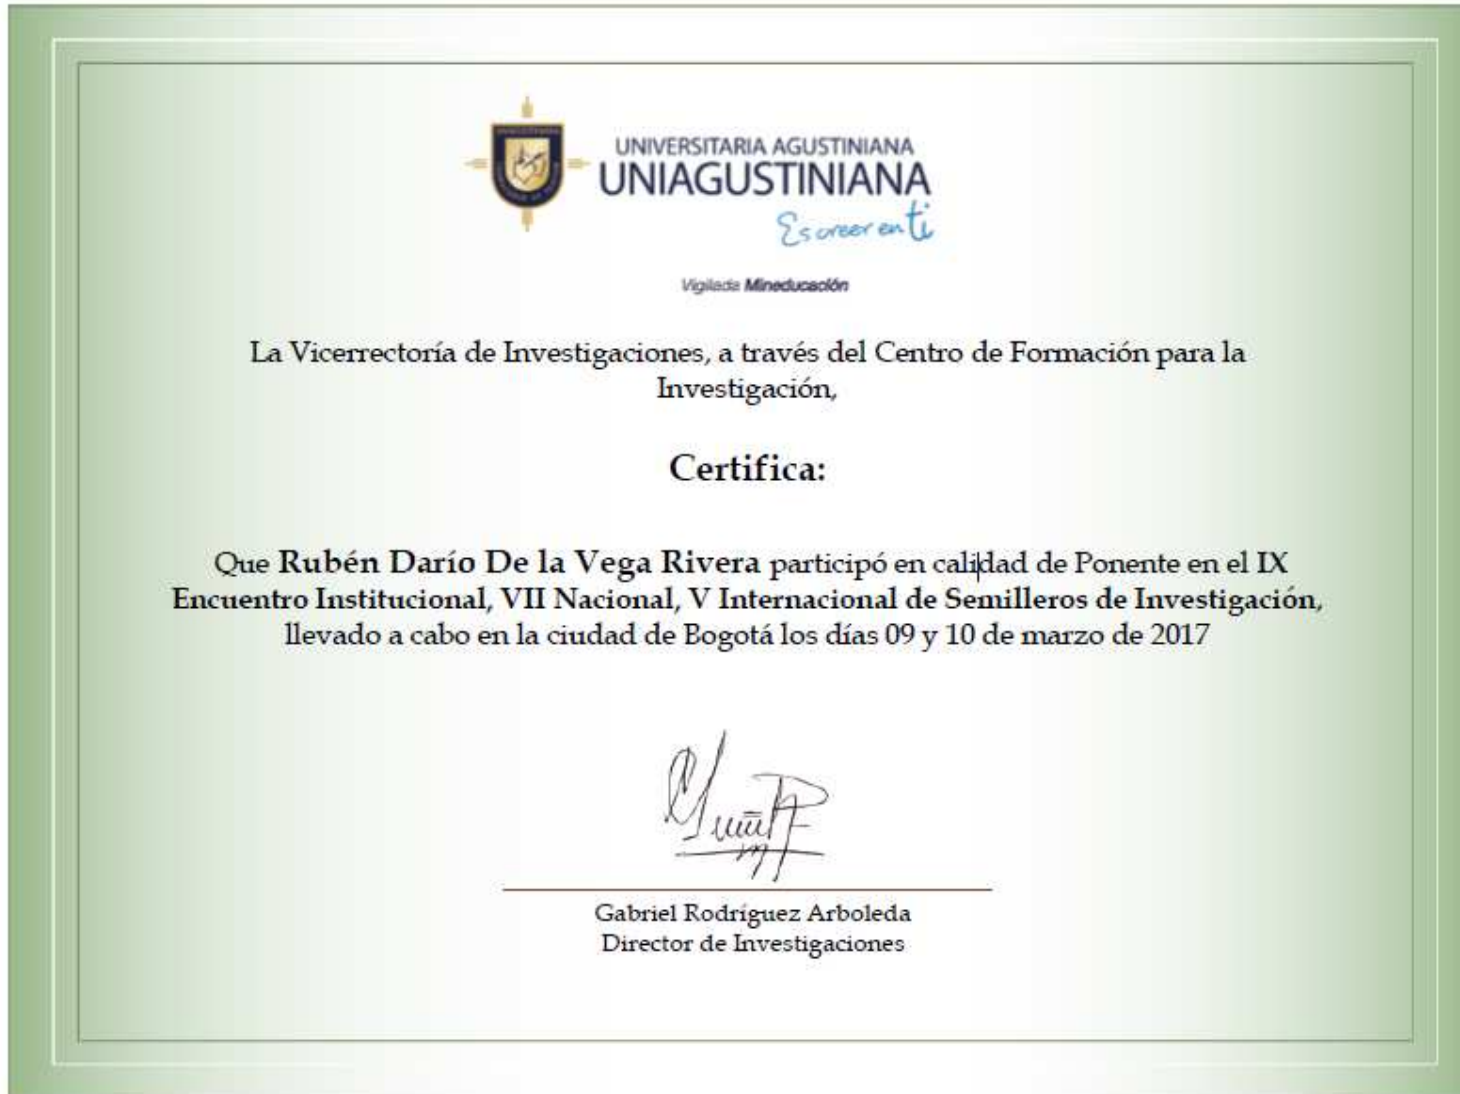 UNIVERSITARIA AGUSTINIANA
UNIAGUSTINIANA
Es creer en ti
Vigilada Mineducación
La Vicerrectoría de Investigaciones, a través del Centro de Formación para la
Investigación,
Certifica:
Que Rubén Darío De la Vega Rivera participó en calidad de Ponente en el IX
Encuentro Institucional, VII Nacional, V Internacional de Semilleros de Investigación,
llevado a cabo en la ciudad de Bogotá los días 09 y 10 de marzo de 2017
Gabriel Rodríguez Arboleda
Director de Investigaciones